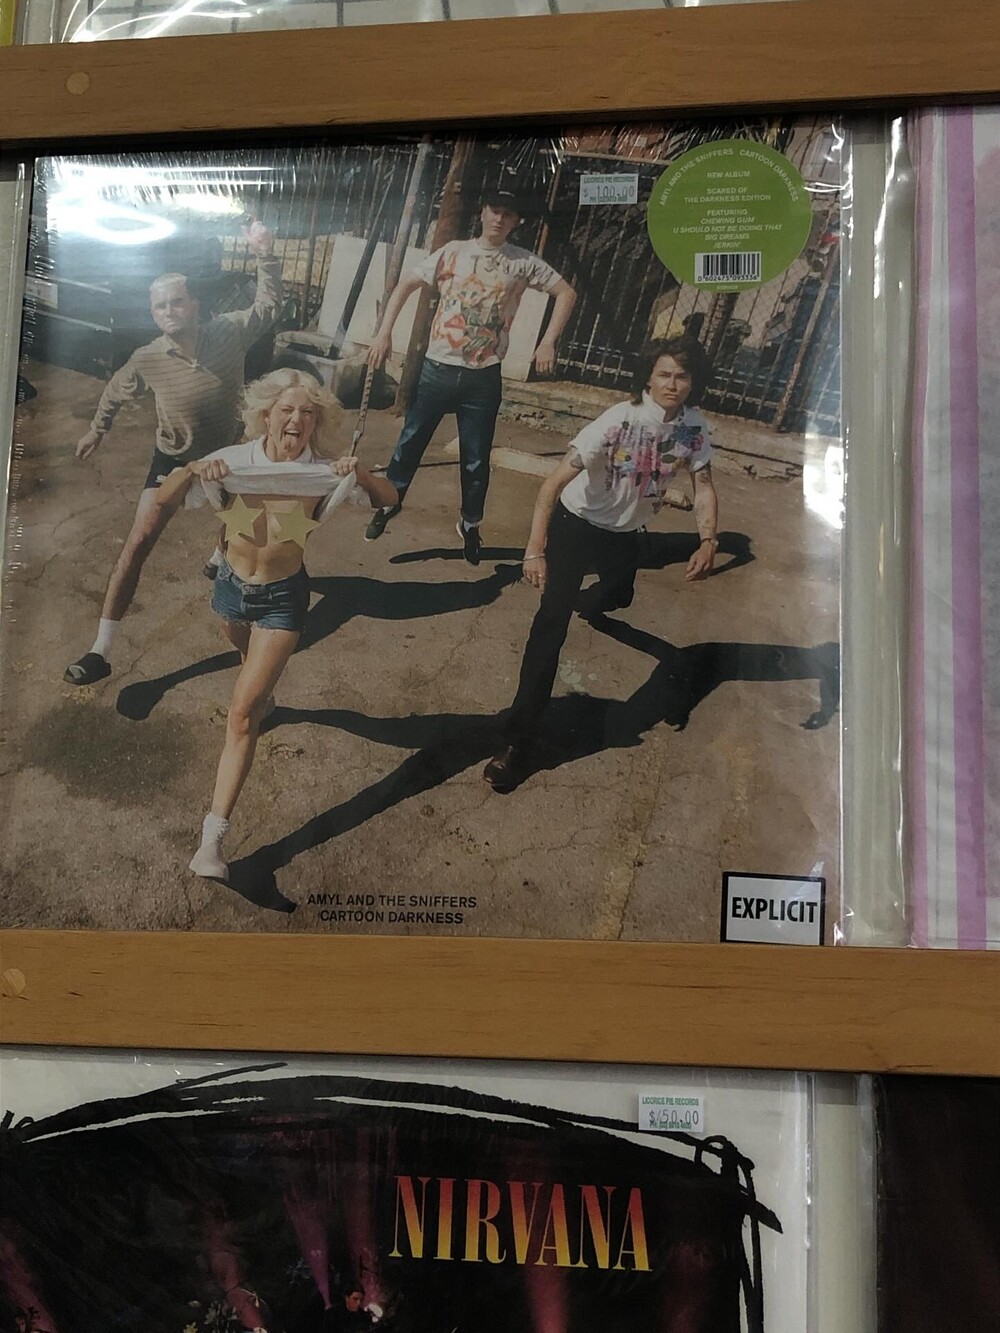 LICORICE PIE RECORDS
$ 100.00
AMYL AND THE SNIFFERS CARTOON DARKNESS
NEW ALBUM
SCARED OF
THE DARKNESS EDITION
FEATURING
CHEWING GUM
U SHOULD NOT BE DOING THAT
BIG DREAMS
JERKIN'
AMYL AND THE SNIFFERS
CARTOON DARKNESS
EXPLICIT
LICORICE PIE RECORDS
NIRVANA